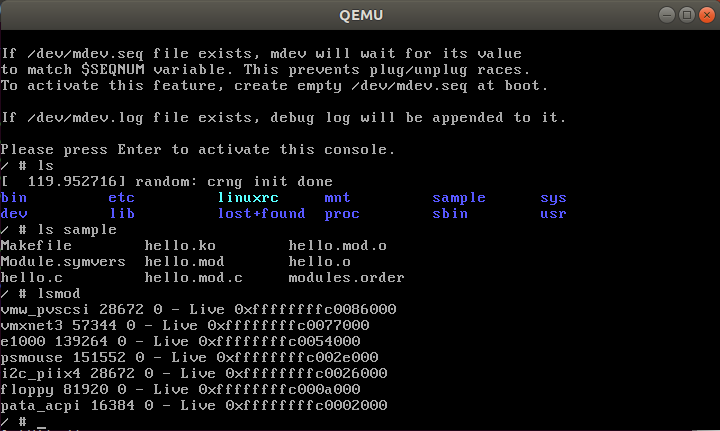 QEMU
If /dev/mdev.seq file exists, mdev will wait for its value
to match $SEQNUM variable. This prevents plug/unplug races.
To activate this feature, create empty /dev/mdev.seq at boot.
If /dev/mdev.log file exists, debug log will be appended to it.
Please press Enter to activate this console.
/ # ls
[  119.952716] random: crng init done
bin etc linuxrc mnt sample sys
dev lib lost+found proc sbin usr
/ # ls sample
Makefile hello.ko hello.mod.o
Module.symvers hello.mod hello.o
hello.c hello.mod.c modules.order
/ # lsmod
vmw_pvscsi 28672 0 - Live 0xffffffffc0086000
vmxnet3 57344 0 - Live 0xffffffffc0077000
e1000 139264 0 - Live 0xffffffffc0054000
psmouse 151552 0 - Live 0xffffffffc002e000
i2c_piix4 28672 0 - Live 0xffffffffc0026000
floppy 81920 0 - Live 0xffffffffc000a000
pata_acpi 16384 0 - Live 0xffffffffc0002000
/ # _